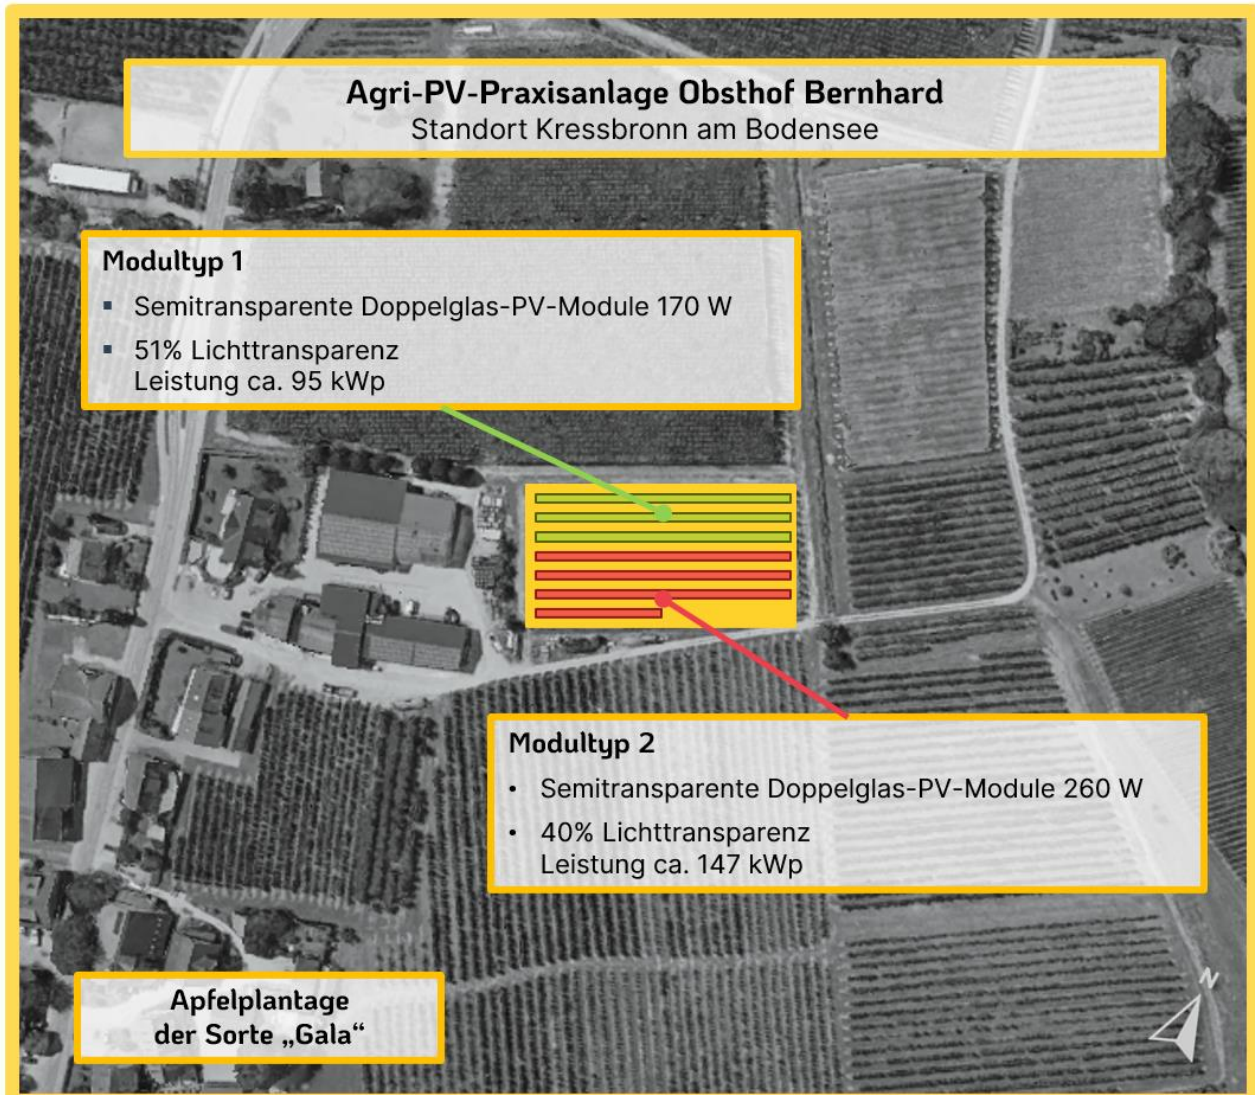 Agri-PV-Praxisanlage Obsthof Bernhard
Standort Kressbronn am Bodensee
Modultyp 1
▪ Semitransparente Doppelglas-PV-Module 170 W
▪ 51% Lichttransparenz
Leistung ca. 95 kWp
Modultyp 2
• Semitransparente Doppelglas-PV-Module 260 W
• 40% Lichttransparenz
Leistung ca. 147 kWp
Apfelplantage
der Sorte „Gala“
N